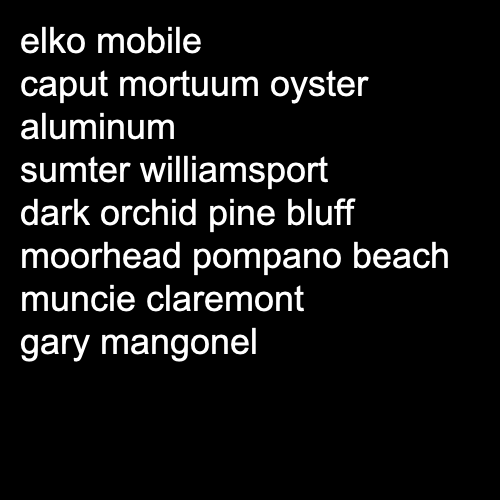 elko mobile
caput mortuum oyster
aluminum
sumter williamsport
dark orchid pine bluff
moorhead pompano beach
muncie claremont
gary mangonel